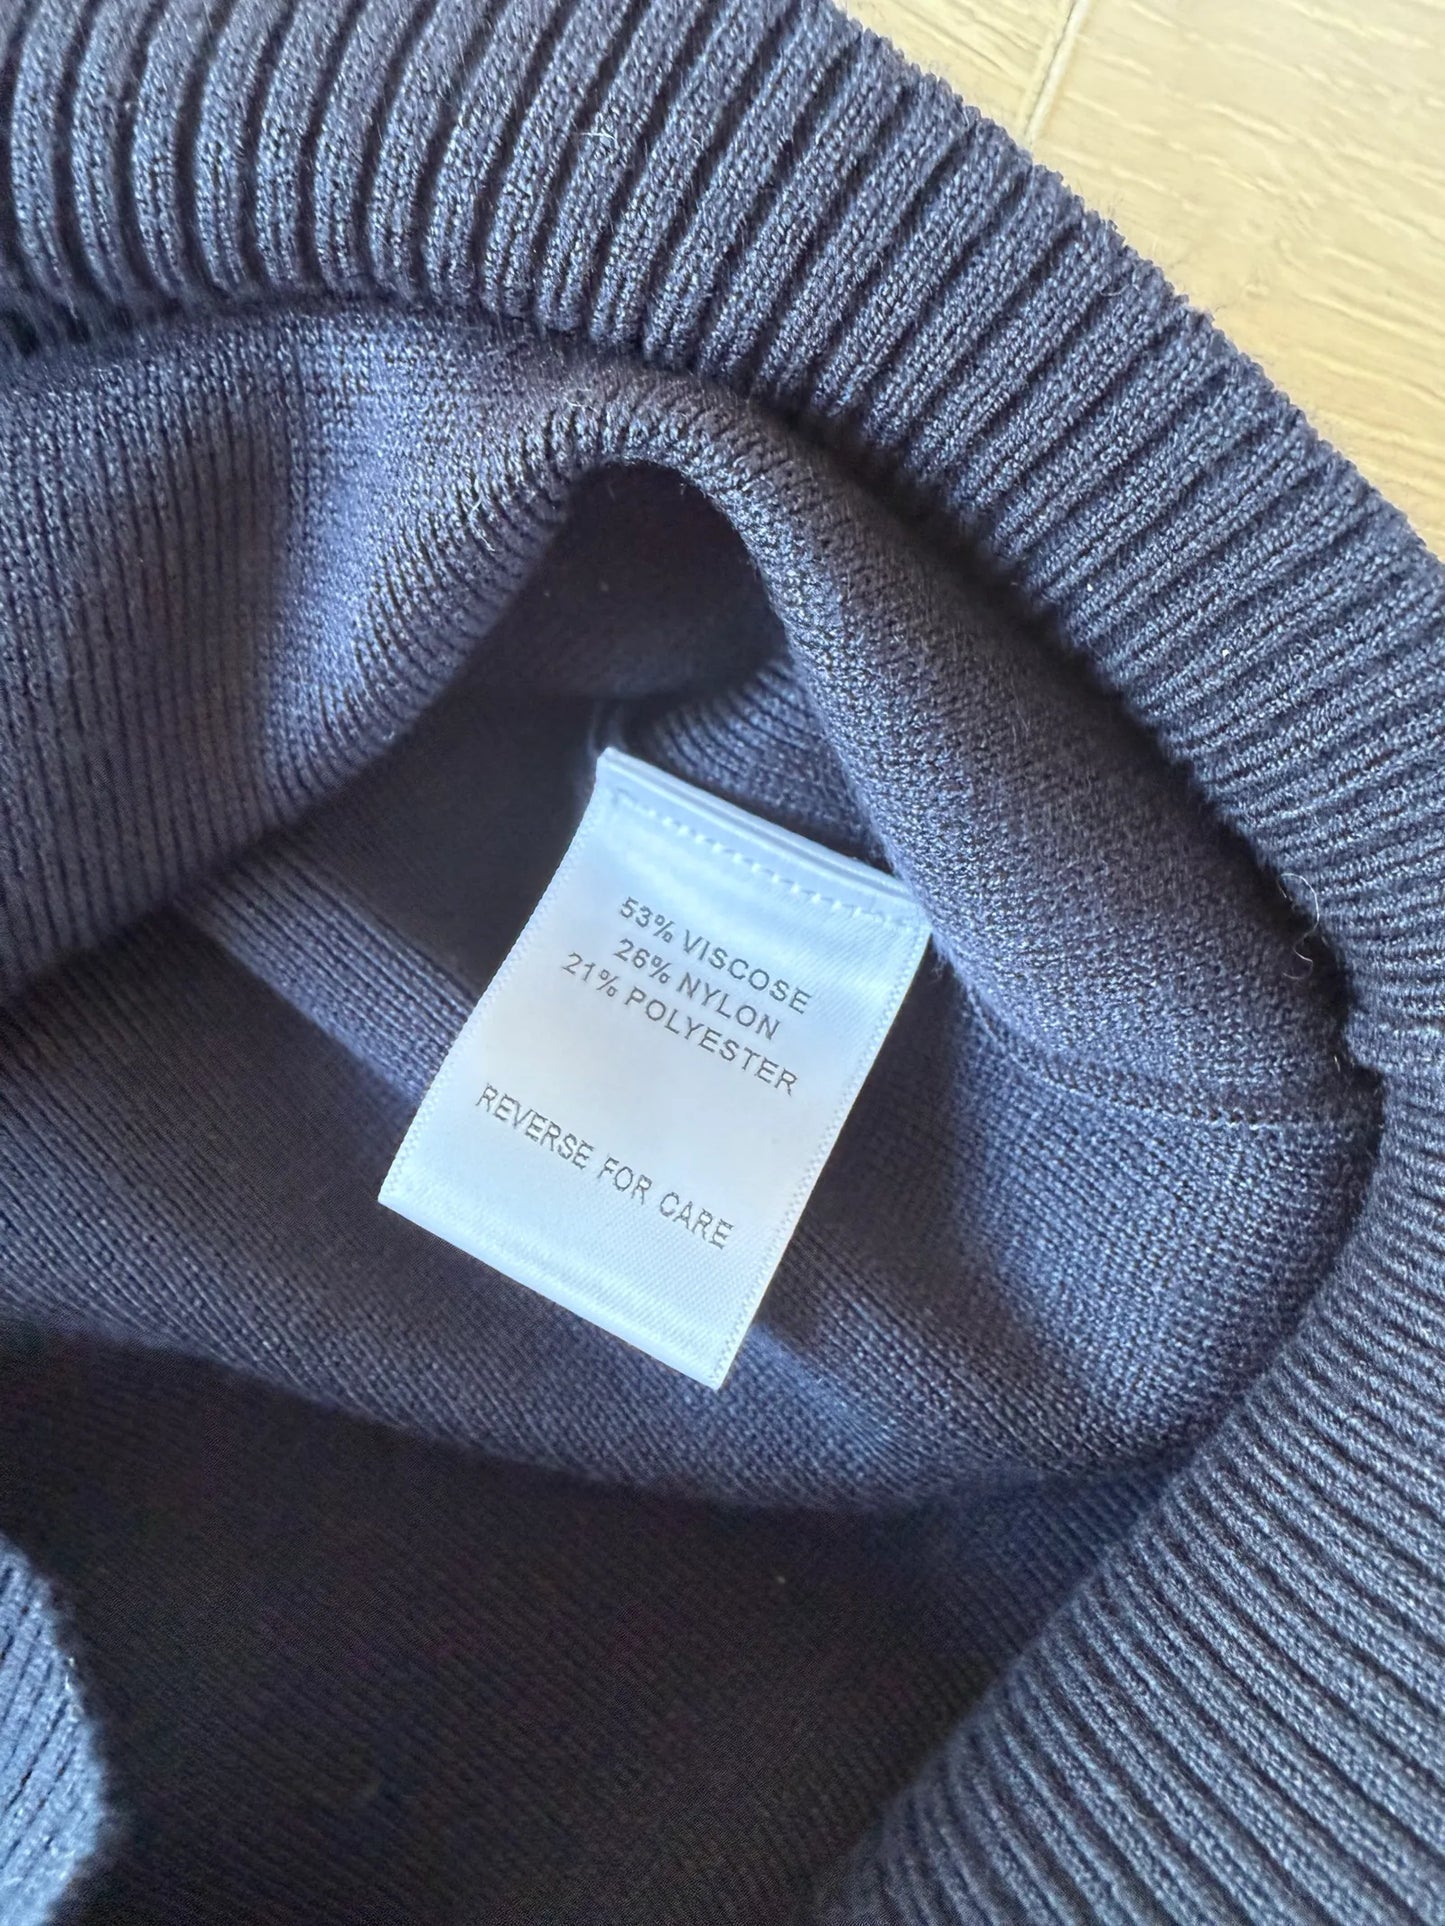 53% VISCOSE
26% NYLON
21% POLYESTER
REVERSE FOR CARE